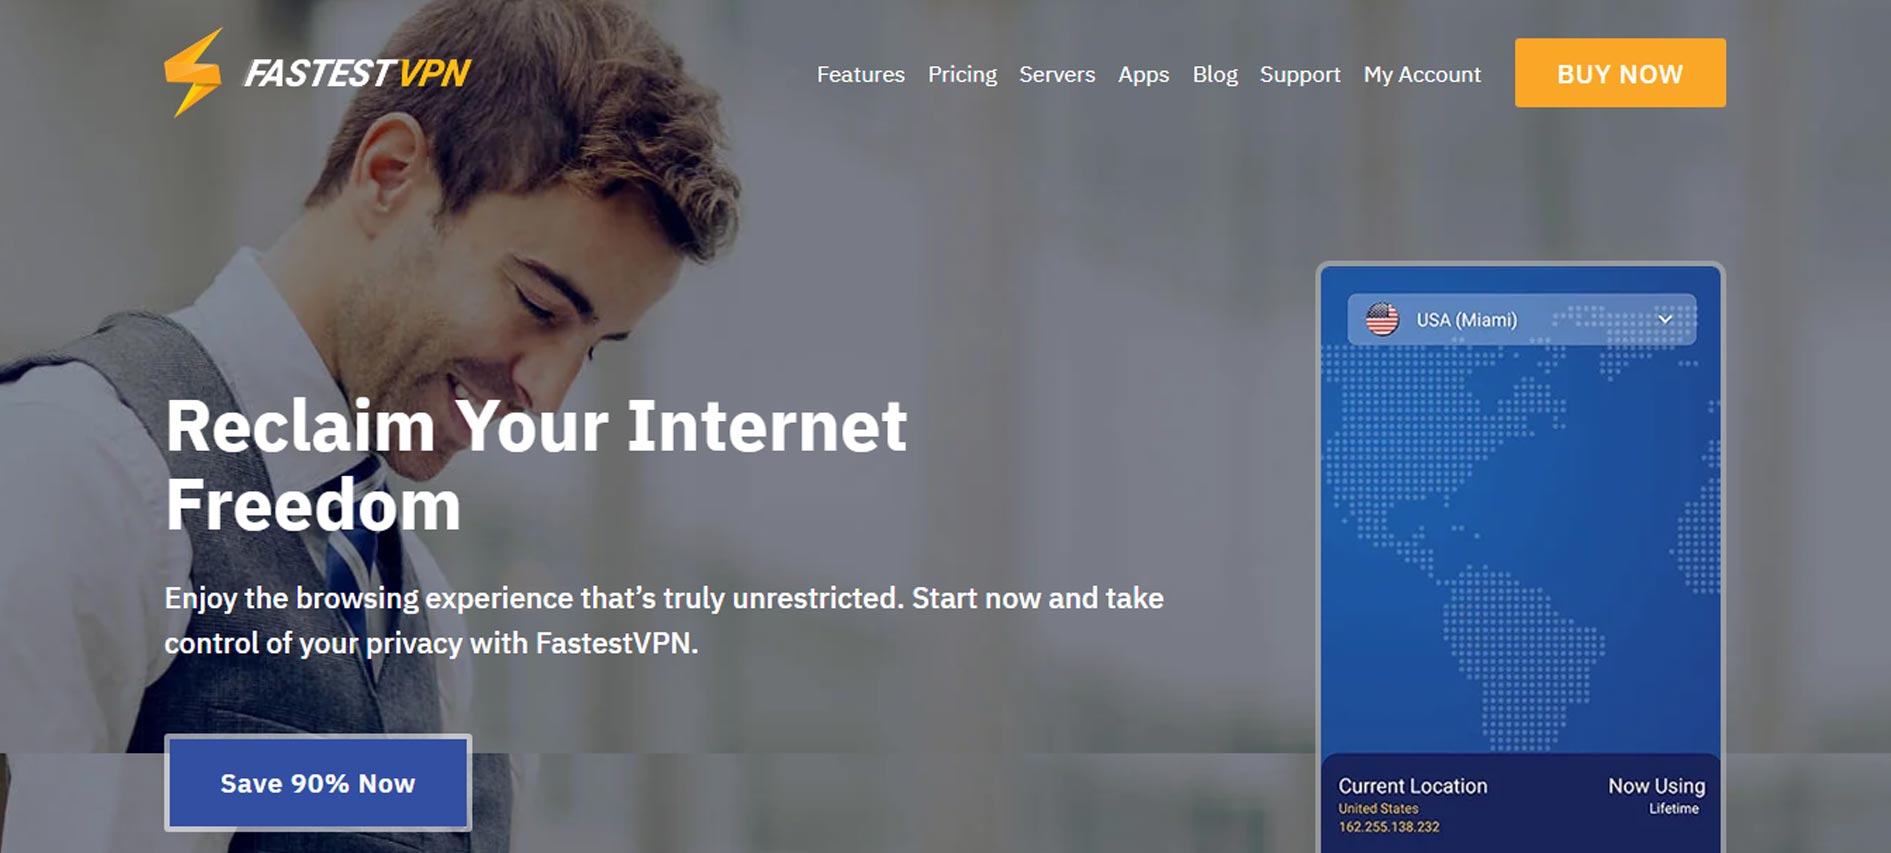 FASTESTVPN
Features Pricing Servers Apps Blog Support My Account BUY NOW
Reclaim Your Internet
Freedom
Enjoy the browsing experience that’s truly unrestricted. Start now and take
control of your privacy with FastestVPN.
Save 90% Now
USA (Miami)
Current Location
United States
162.255.138.232
Now Using
Lifetime